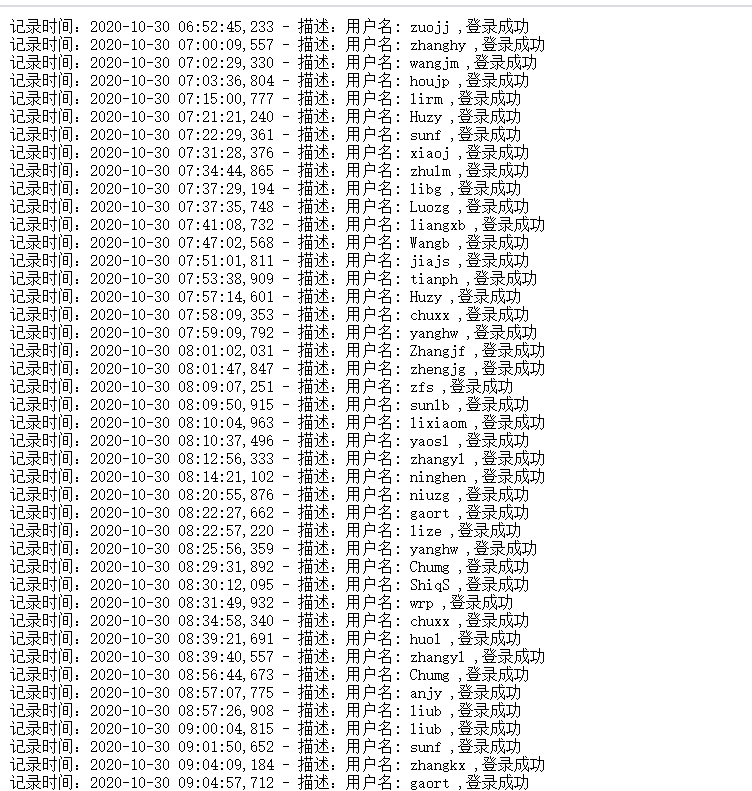 记录时间：2020-10-30 06:52:45,233 - 描述：用户名: zuojj ,登录成功
记录时间：2020-10-30 07:00:09,557 - 描述：用户名: zhanghy ,登录成功
记录时间：2020-10-30 07:02:29,330 - 描述：用户名: wangjm ,登录成功
记录时间：2020-10-30 07:03:36,804 - 描述：用户名: houjp ,登录成功
记录时间：2020-10-30 07:15:00,777 - 描述：用户名: lirm ,登录成功
记录时间：2020-10-30 07:21:21,240 - 描述：用户名: Huzy ,登录成功
记录时间：2020-10-30 07:22:29,361 - 描述：用户名: sunf ,登录成功
记录时间：2020-10-30 07:31:28,376 - 描述：用户名: xiaoj ,登录成功
记录时间：2020-10-30 07:34:44,865 - 描述：用户名: zhulm ,登录成功
记录时间：2020-10-30 07:37:29,194 - 描述：用户名: libg ,登录成功
记录时间：2020-10-30 07:37:35,748 - 描述：用户名: Luozg ,登录成功
记录时间：2020-10-30 07:41:08,732 - 描述：用户名: liangxb ,登录成功
记录时间：2020-10-30 07:47:02,568 - 描述：用户名: Wangb ,登录成功
记录时间：2020-10-30 07:51:01,811 - 描述：用户名: jiajs ,登录成功
记录时间：2020-10-30 07:53:38,909 - 描述：用户名: tianph ,登录成功
记录时间：2020-10-30 07:57:14,601 - 描述：用户名: Huzy ,登录成功
记录时间：2020-10-30 07:58:09,353 - 描述：用户名: chuxx ,登录成功
记录时间：2020-10-30 07:59:09,792 - 描述：用户名: yanghw ,登录成功
记录时间：2020-10-30 08:01:02,031 - 描述：用户名: Zhangjf ,登录成功
记录时间：2020-10-30 08:01:47,847 - 描述：用户名: zhengjg ,登录成功
记录时间：2020-10-30 08:09:07,251 - 描述：用户名: zfs ,登录成功
记录时间：2020-10-30 08:09:50,915 - 描述：用户名: sunlb ,登录成功
记录时间：2020-10-30 08:10:04,963 - 描述：用户名: lixiaom ,登录成功
记录时间：2020-10-30 08:10:37,496 - 描述：用户名: yaosl ,登录成功
记录时间：2020-10-30 08:12:56,333 - 描述：用户名: zhangyl ,登录成功
记录时间：2020-10-30 08:14:21,102 - 描述：用户名: ninghen ,登录成功
记录时间：2020-10-30 08:20:55,876 - 描述：用户名: niuzg ,登录成功
记录时间：2020-10-30 08:22:27,662 - 描述：用户名: gaort ,登录成功
记录时间：2020-10-30 08:22:57,220 - 描述：用户名: lize ,登录成功
记录时间：2020-10-30 08:25:56,359 - 描述：用户名: yanghw ,登录成功
记录时间：2020-10-30 08:29:31,892 - 描述：用户名: Chumg ,登录成功
记录时间：2020-10-30 08:30:12,095 - 描述：用户名: ShiqS ,登录成功
记录时间：2020-10-30 08:31:49,932 - 描述：用户名: wrp ,登录成功
记录时间：2020-10-30 08:34:58,340 - 描述：用户名: chuxx ,登录成功
记录时间：2020-10-30 08:39:21,691 - 描述：用户名: huol ,登录成功
记录时间：2020-10-30 08:39:40,557 - 描述：用户名: zhangyl ,登录成功
记录时间：2020-10-30 08:56:44,673 - 描述：用户名: Chumg ,登录成功
记录时间：2020-10-30 08:57:07,775 - 描述：用户名: anjy ,登录成功
记录时间：2020-10-30 08:57:26,908 - 描述：用户名: liub ,登录成功
记录时间：2020-10-30 09:00:04,815 - 描述：用户名: liub ,登录成功
记录时间：2020-10-30 09:01:50,652 - 描述：用户名: sunf ,登录成功
记录时间：2020-10-30 09:04:09,184 - 描述：用户名: zhangkx ,登录成功
记录时间：2020-10-30 09:04:57,712 - 描述：用户名: gaort ,登录成功